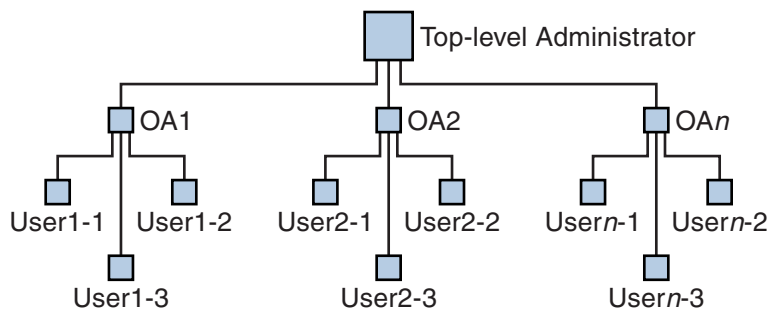 Top-level Administrator
OA1 OA2 OAn
User1-1 User1-2 User2-1 User2-2 Usern-1 Usern-2
User1-3 User2-3 Usern-3